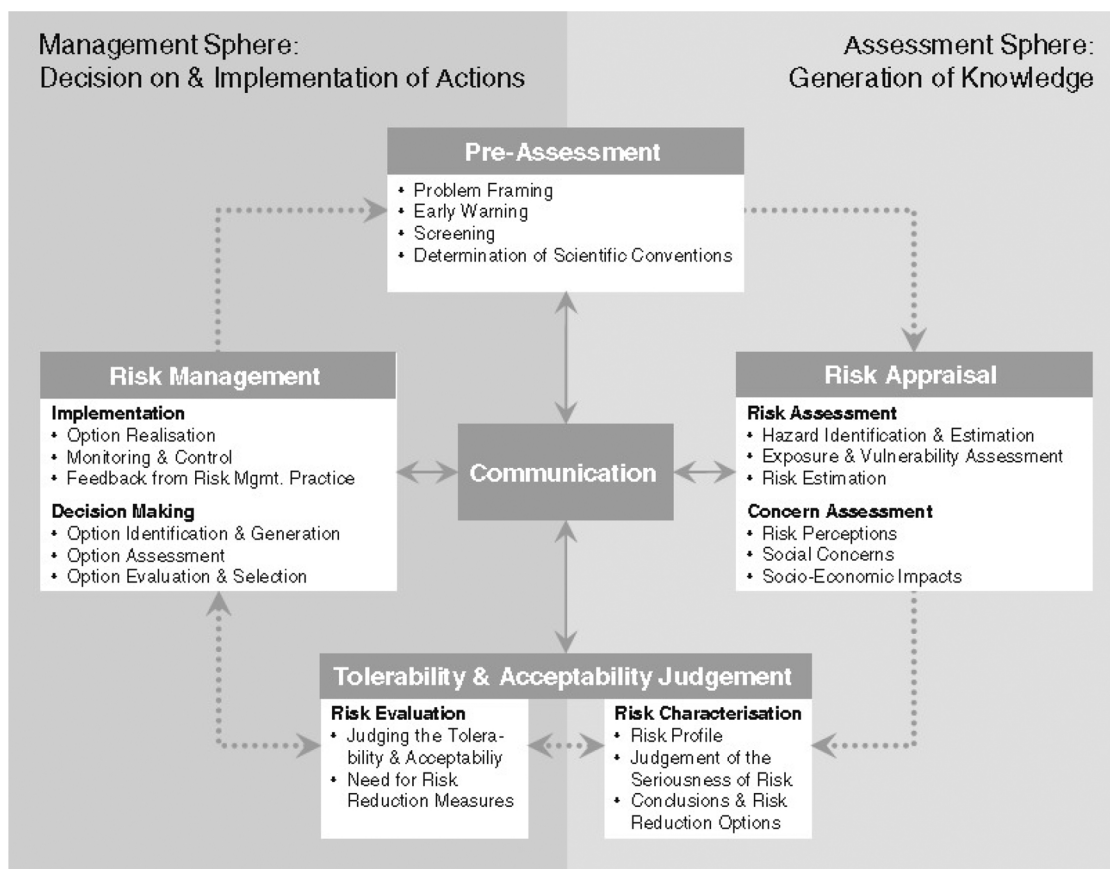 Management Sphere:
Decision on & Implementation of Actions
Assessment Sphere:
Generation of Knowledge
Pre-Assessment
• Problem Framing
• Early Warning
• Screening
• Determination of Scientific Conventions
Risk Management
Implementation
• Option Realisation
• Monitoring & Control
• Feedback from Risk Mgmt. Practice
Decision Making
• Option Identification & Generation
• Option Assessment
• Option Evaluation & Selection
Communication
Risk Appraisal
Risk Assessment
• Hazard Identification & Estimation
• Exposure & Vulnerability Assessment
• Risk Estimation
Concern Assessment
• Risk Perceptions
• Social Concerns
• Socio-Economic Impacts
Tolerability & Acceptability Judgement
Risk Evaluation
• Judging the Tolera-
bility & Acceptabiliy
• Need for Risk
Reduction Measures
Risk Characterisation
• Risk Profile
• Judgement of the
Seriousness of Risk
• Conclusions & Risk
Reduction Options